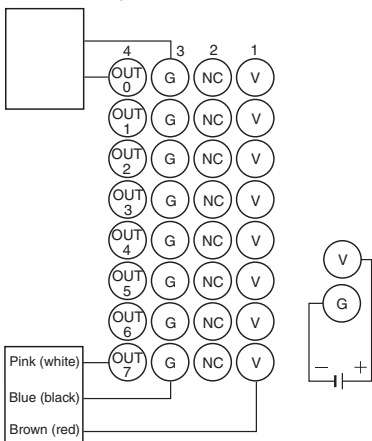 4 3 2 1
OUT 0 G NC V
OUT 1 G NC V
OUT 2 G NC V
OUT 3 G NC V
OUT 4 G NC V
OUT 5 G NC V
OUT 6 G NC V
OUT 7 G NC V
Pink (white)
Blue (black)
Brown (red)
V
G
− +